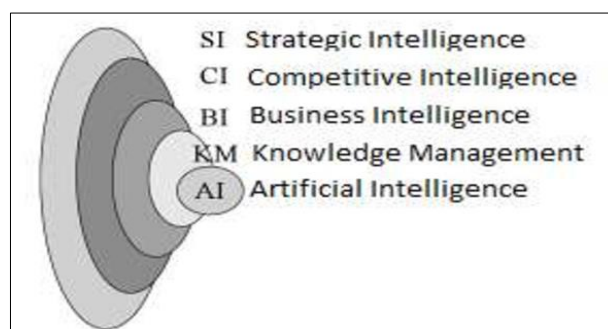 SI Strategic Intelligence
CI Competitive Intelligence
BI Business Intelligence
KM Knowledge Management
AI Artificial Intelligence